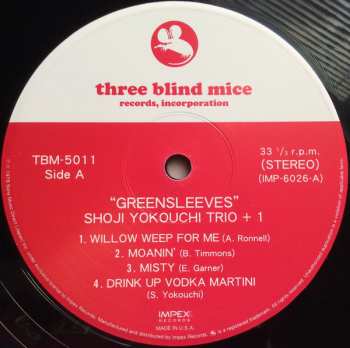 three blind mice
records, incorporation
TBM-5011
Side A
33 ⅓ r.p.m.
(STEREO)
(IMP-6026-A)
“GREENSLEEVES”
SHOJI YOKOUCHI TRIO + 1
1. WILLOW WEEP FOR ME (A. Ronnell)
2. MOANIN' (B. Timmons)
3. MISTY (E. Garner)
4. DRINK UP VODKA MARTINI
(S. Yokouchi)
IMPEX
RECORDS
MADE IN U.S.A.